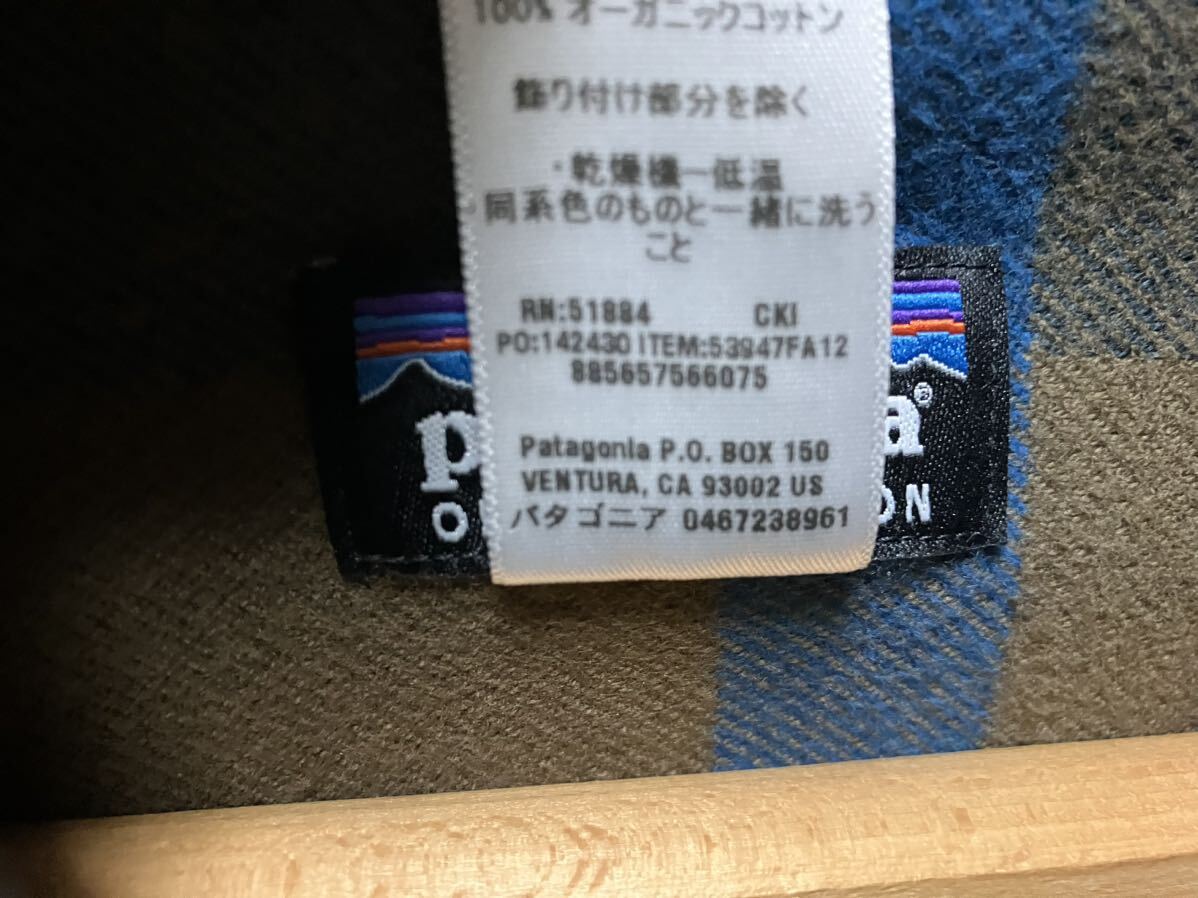 100% オーガニックコットン
飾り付け部分を除く
・乾燥機ー低温
・同系色のものと一緒に洗う
こと
RN:51884 CKI
PO:142430 ITEM:53947FA12
885657566075
Patagonia P.O. BOX 150
VENTURA, CA 93002 US
パタゴニア 0467238961
p a®
O ON